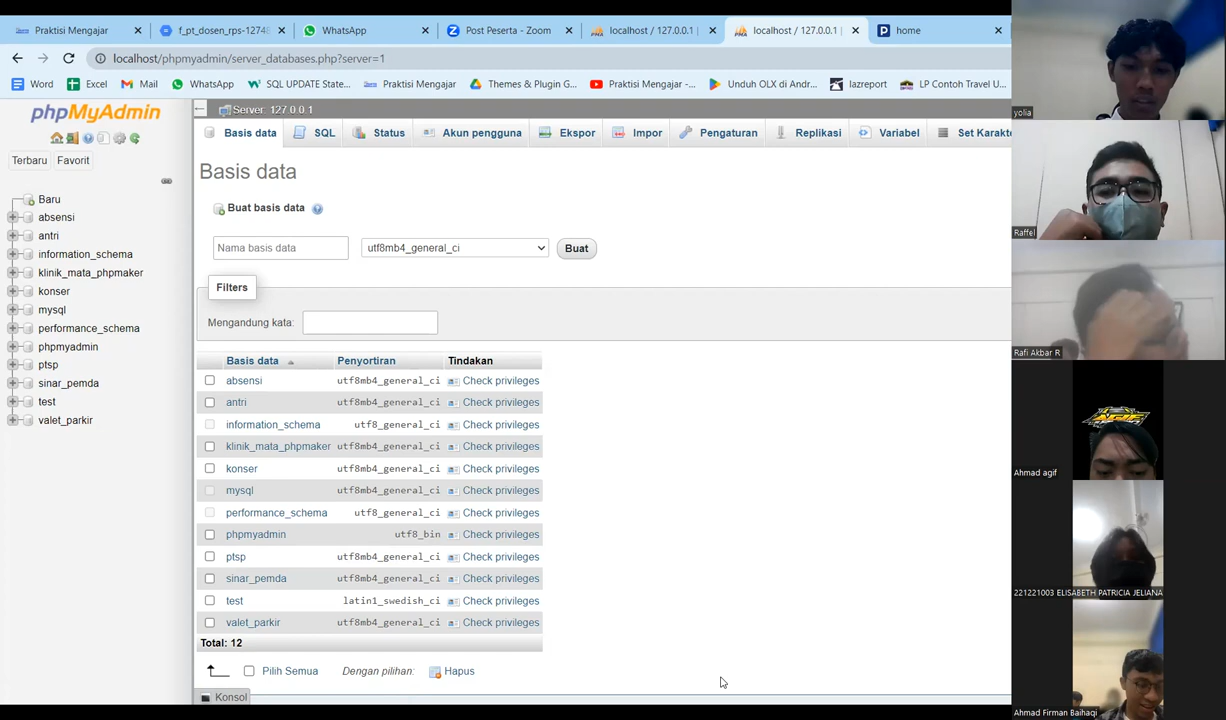 Praktisi Mengajar
f_pt_dosen_rps-12748
WhatsApp
Post Peserta - Zoom
localhost / 127.0.0.1
localhost / 127.0.0.1
home
localhost/phpmyadmin/server_databases.php?server=1
Word
Excel
Mail
WhatsApp
SQL UPDATE State...
Praktisi Mengajar
Themes & Plugin G...
Praktisi Mengajar -...
Unduh OLX di Andr...
lazreport
LP Contoh Travel U...
phpMyAdmin
Terbaru
Favorit
Baru
absensi
antri
information_schema
klinik_mata_phpmaker
konser
mysql
performance_schema
phpmyadmin
ptsp
sinar_pemda
test
valet_parkir
Server: 127.0.0.1
Basis data
SQL
Status
Akun pengguna
Ekspor
Impor
Pengaturan
Replikasi
Variabel
Set Karakte
Basis data
Buat basis data
Nama basis data
utf8mb4_general_ci
Buat
Filters
Mengandung kata:
Basis data Penyortiran Tindakan
absensi utf8mb4_general_ci Check privileges
antri utf8mb4_general_ci Check privileges
information_schema utf8_general_ci Check privileges
klinik_mata_phpmaker utf8mb4_general_ci Check privileges
konser utf8mb4_general_ci Check privileges
mysql utf8mb4_general_ci Check privileges
performance_schema utf8_general_ci Check privileges
phpmyadmin utf8_bin Check privileges
ptsp utf8mb4_general_ci Check privileges
sinar_pemda utf8mb4_general_ci Check privileges
test latin1_swedish_ci Check privileges
valet_parkir utf8mb4_general_ci Check privileges
Total: 12
Pilih Semua
Dengan pilihan:
Hapus
Konsol
yolia
Raffel
Rafi Akbar R
Ahmad agif
221221003 ELISABETH PATRICIA JELIANA
Ahmad Firman Baihaqi